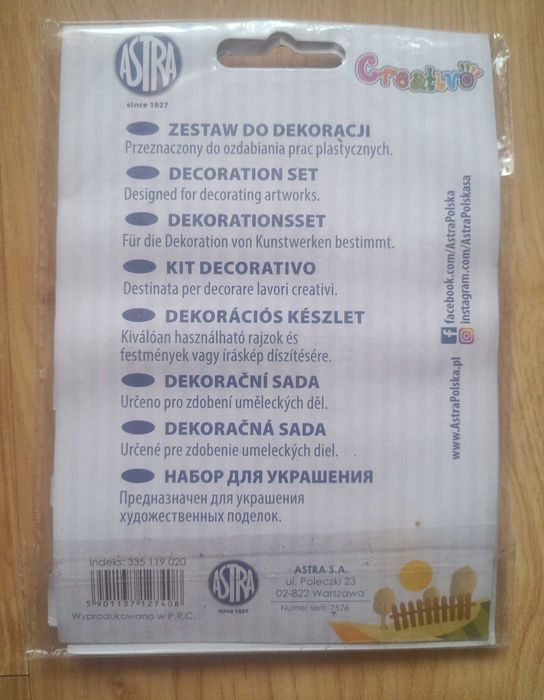 ASTRA
since 1927
Creativo
ZESTAW DO DEKORACJI
Przeznaczony do ozdabiania prac plastycznych.
DECORATION SET
Designed for decorating artworks.
DEKORATIONSSET
Für die Dekoration von Kunstwerken bestimmt.
KIT DECORATIVO
Destinata per decorare lavori creativi.
DEKORÁCIÓS KÉSZLET
Kiválóan használható rajzok és
festmények vagy íráskép díszítésére.
DEKORAČNÍ SADA
Určeno pro zdobení uměleckých děl.
DEKORAČNÁ SADA
Určené pre zdobenie umeleckých diel.
НАБОР ДЛЯ УКРАШЕНИЯ
Предназначен для украшения
художественных поделок.
facebook.com/AstraPolska
instagram.com/AstraPolskasa
www.AstraPolska.pl
Indeks: 335 119 020
5 901137 127408
Wyprodukowano w P.R.C.
ASTRA
since 1927
ASTRA S.A.
ul. Poleczki 23
02-822 Warszawa
Numer serii: 7576